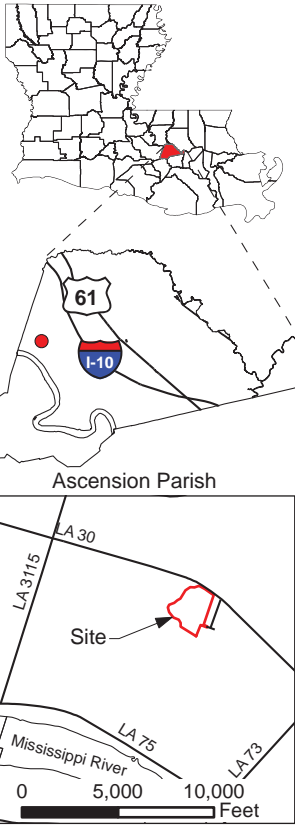 61
I-10
Ascension Parish
LA 30
LA 3115
Site
LA 75
Mississippi River
LA 73
0 5,000 10,000
Feet